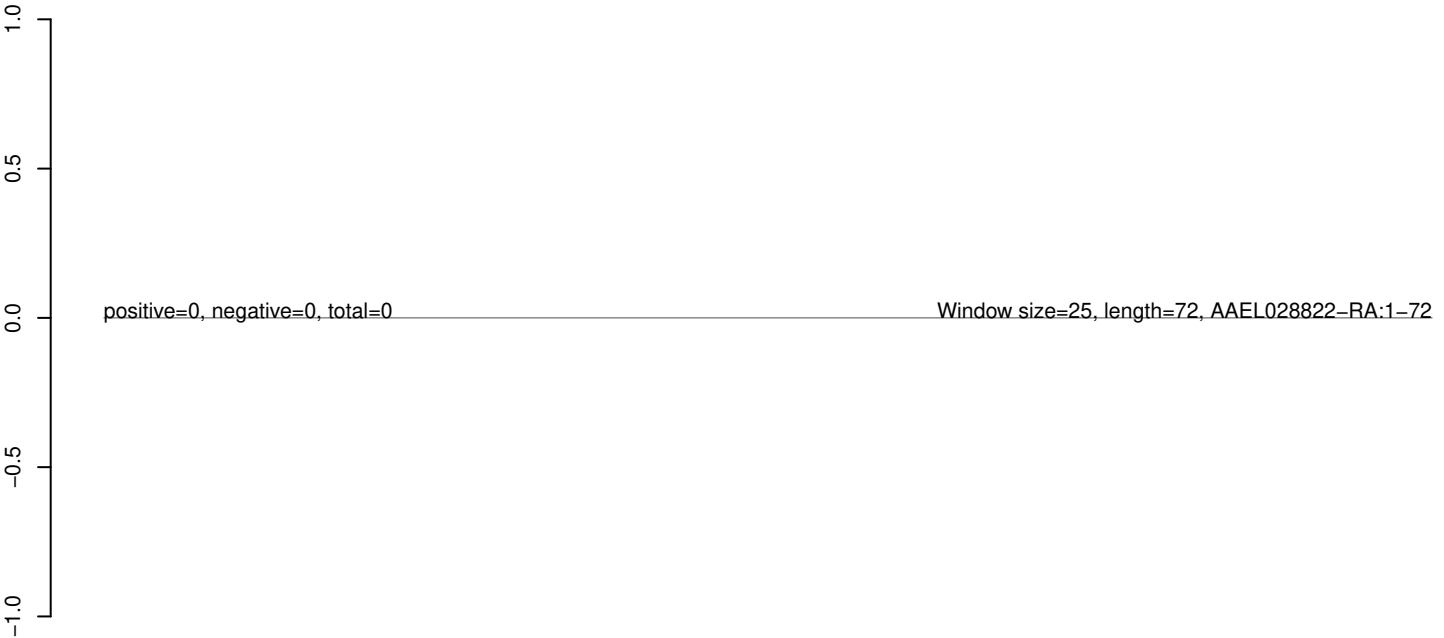 1.0
0.5
0.0
−0.5
−1.0
positive=0, negative=0, total=0
Window size=25, length=72, AAEL028822−RA:1−72